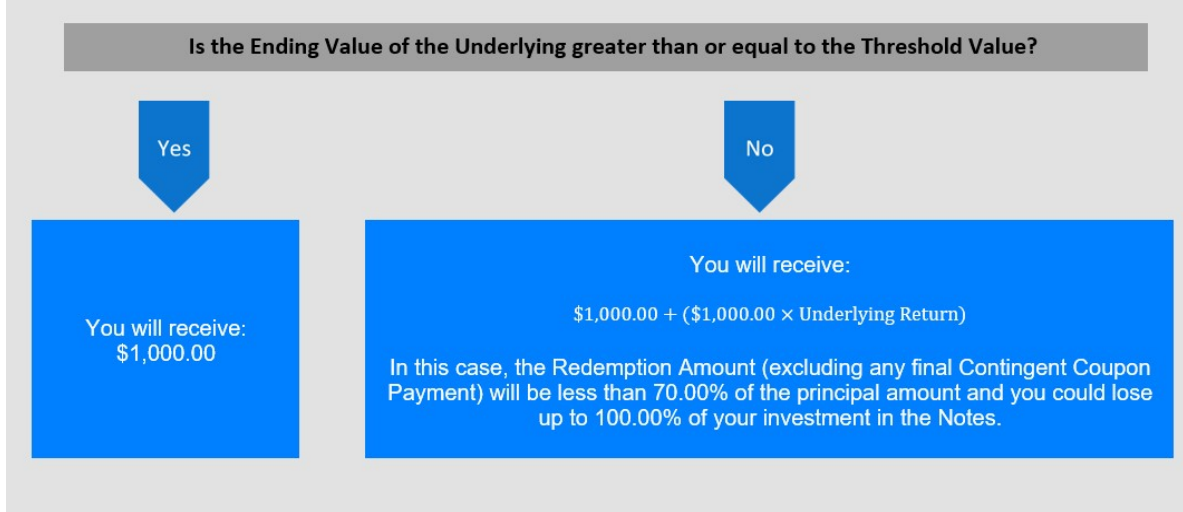 Is the Ending Value of the Underlying greater than or equal to the Threshold Value?
Yes
No
You will receive:
$1,000.00
You will receive:
$1,000.00 + ($1,000.00 × Underlying Return)
In this case, the Redemption Amount (excluding any final Contingent Coupon
Payment) will be less than 70.00% of the principal amount and you could lose
up to 100.00% of your investment in the Notes.